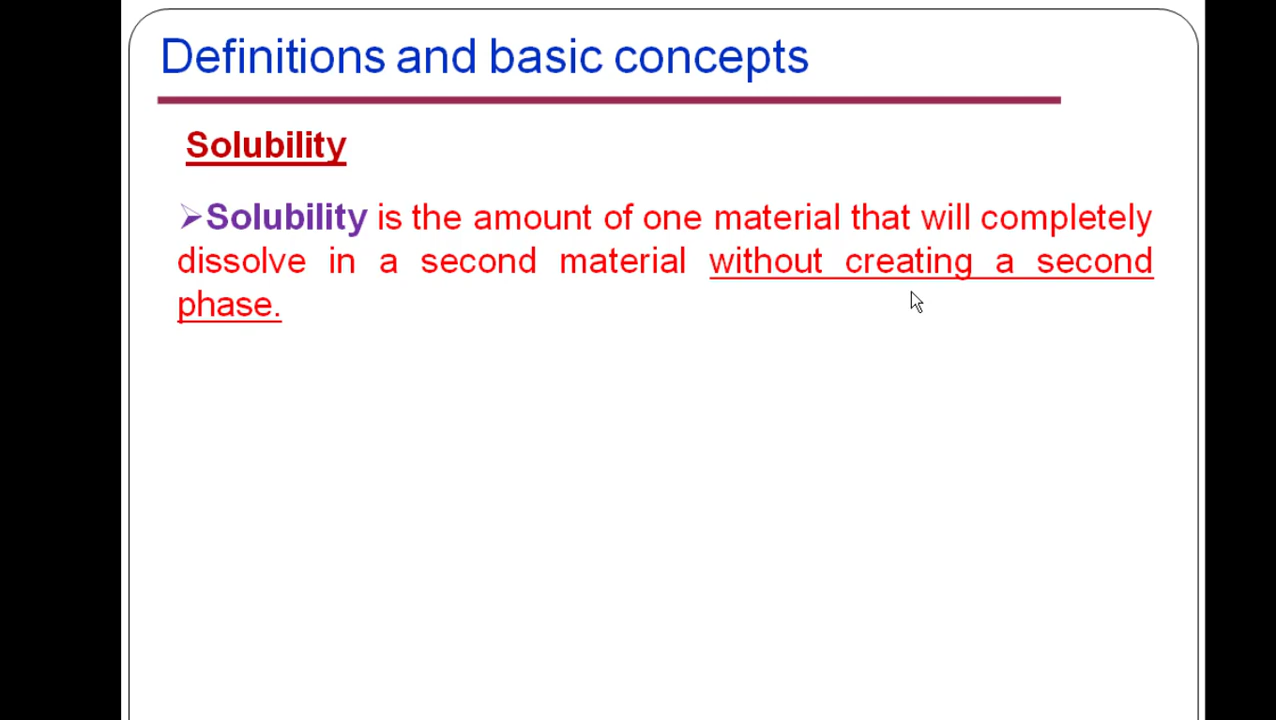 Definitions and basic concepts
Solubility
➢Solubility is the amount of one material that will completely
dissolve in a second material without creating a second
phase.